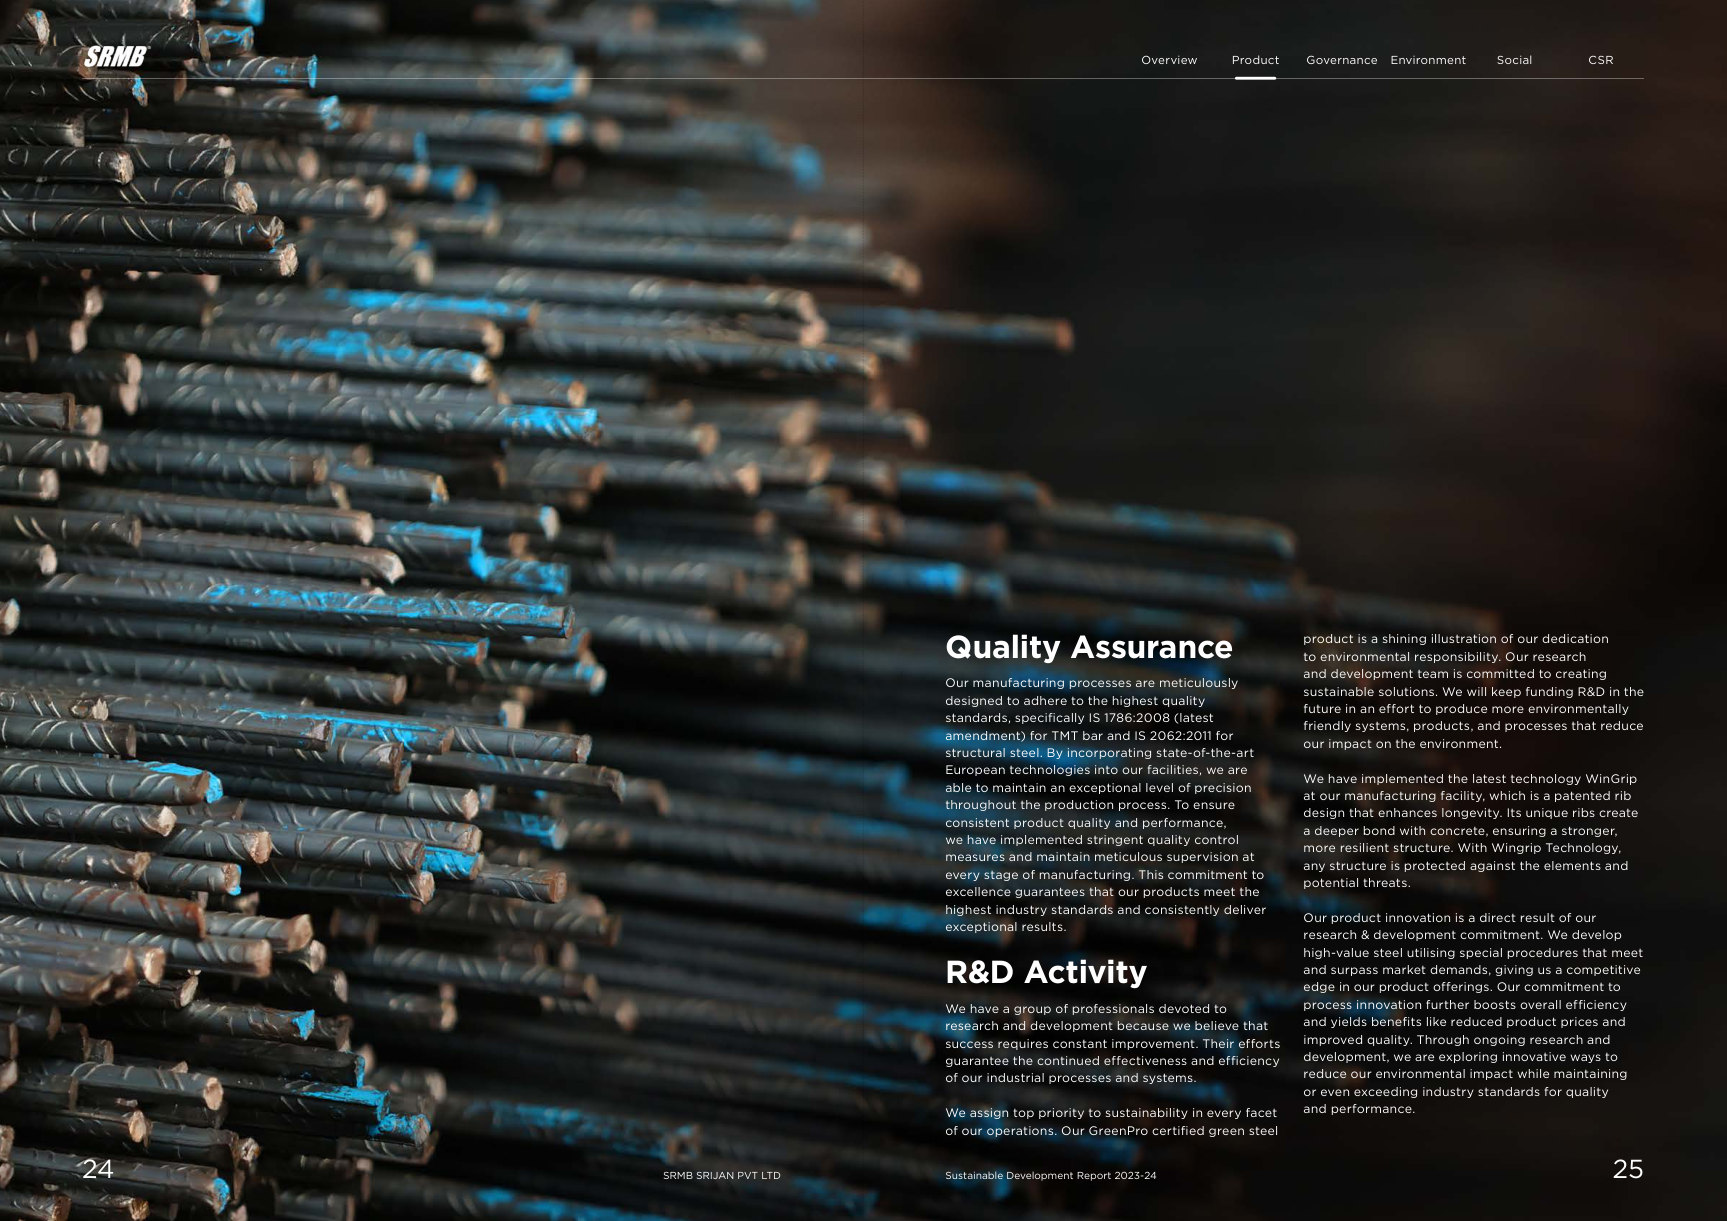 SRMB
Overview
Product
Governance
Environment
Social
CSR
Quality Assurance
Our manufacturing processes are meticulously
designed to adhere to the highest quality
standards, specifically IS 1786:2008 (latest
amendment) for TMT bar and IS 2062:2011 for
structural steel. By incorporating state-of-the-art
European technologies into our facilities, we are
able to maintain an exceptional level of precision
throughout the production process. To ensure
consistent product quality and performance,
we have implemented stringent quality control
measures and maintain meticulous supervision at
every stage of manufacturing. This commitment to
excellence guarantees that our products meet the
highest industry standards and consistently deliver
exceptional results.
R&D Activity
We have a group of professionals devoted to
research and development because we believe that
success requires constant improvement. Their efforts
guarantee the continued effectiveness and efficiency
of our industrial processes and systems.
We assign top priority to sustainability in every facet
of our operations. Our GreenPro certified green steel
product is a shining illustration of our dedication
to environmental responsibility. Our research
and development team is committed to creating
sustainable solutions. We will keep funding R&D in the
future in an effort to produce more environmentally
friendly systems, products, and processes that reduce
our impact on the environment.
We have implemented the latest technology WinGrip
at our manufacturing facility, which is a patented rib
design that enhances longevity. Its unique ribs create
a deeper bond with concrete, ensuring a stronger,
more resilient structure. With Wingrip Technology,
any structure is protected against the elements and
potential threats.
Our product innovation is a direct result of our
research & development commitment. We develop
high-value steel utilising special procedures that meet
and surpass market demands, giving us a competitive
edge in our product offerings. Our commitment to
process innovation further boosts overall efficiency
and yields benefits like reduced product prices and
improved quality. Through ongoing research and
development, we are exploring innovative ways to
reduce our environmental impact while maintaining
or even exceeding industry standards for quality
and performance.
24
SRMB SRIJAN PVT LTD
Sustainable Development Report 2023-24
25